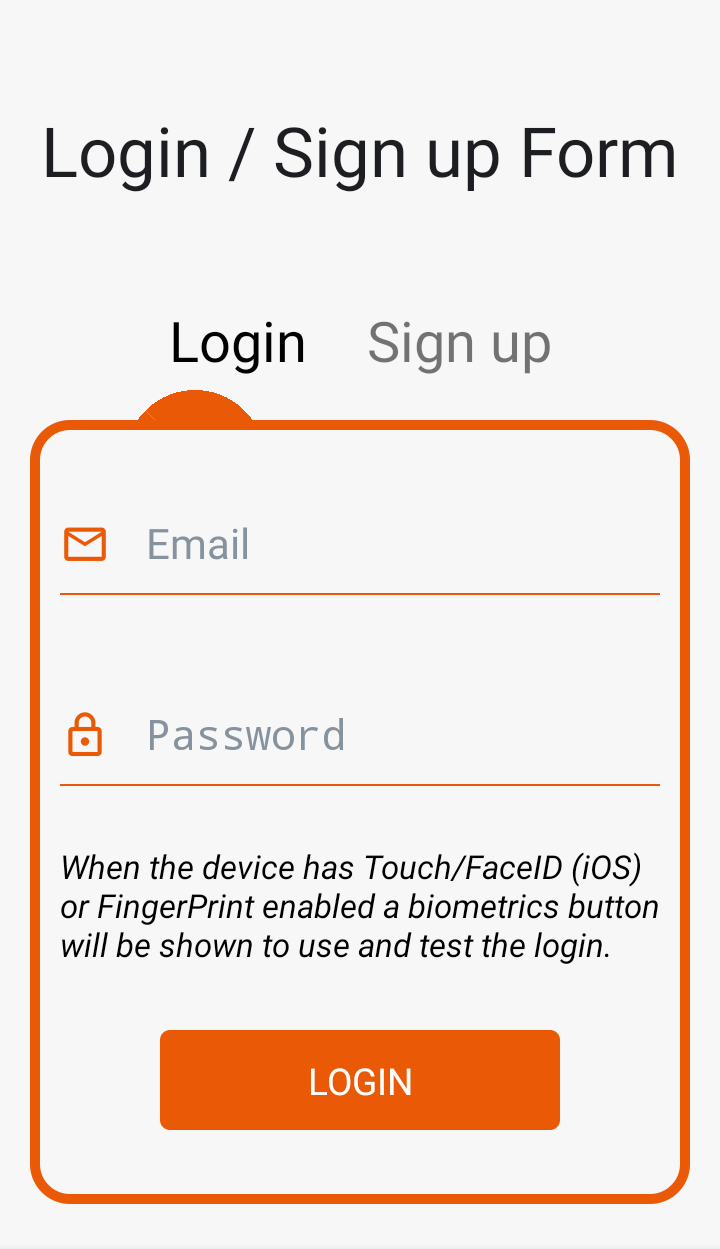 Login / Sign up Form
Login Sign up
Email
Password
When the device has Touch/FaceID (iOS)
or FingerPrint enabled a biometrics button
will be shown to use and test the login.
LOGIN